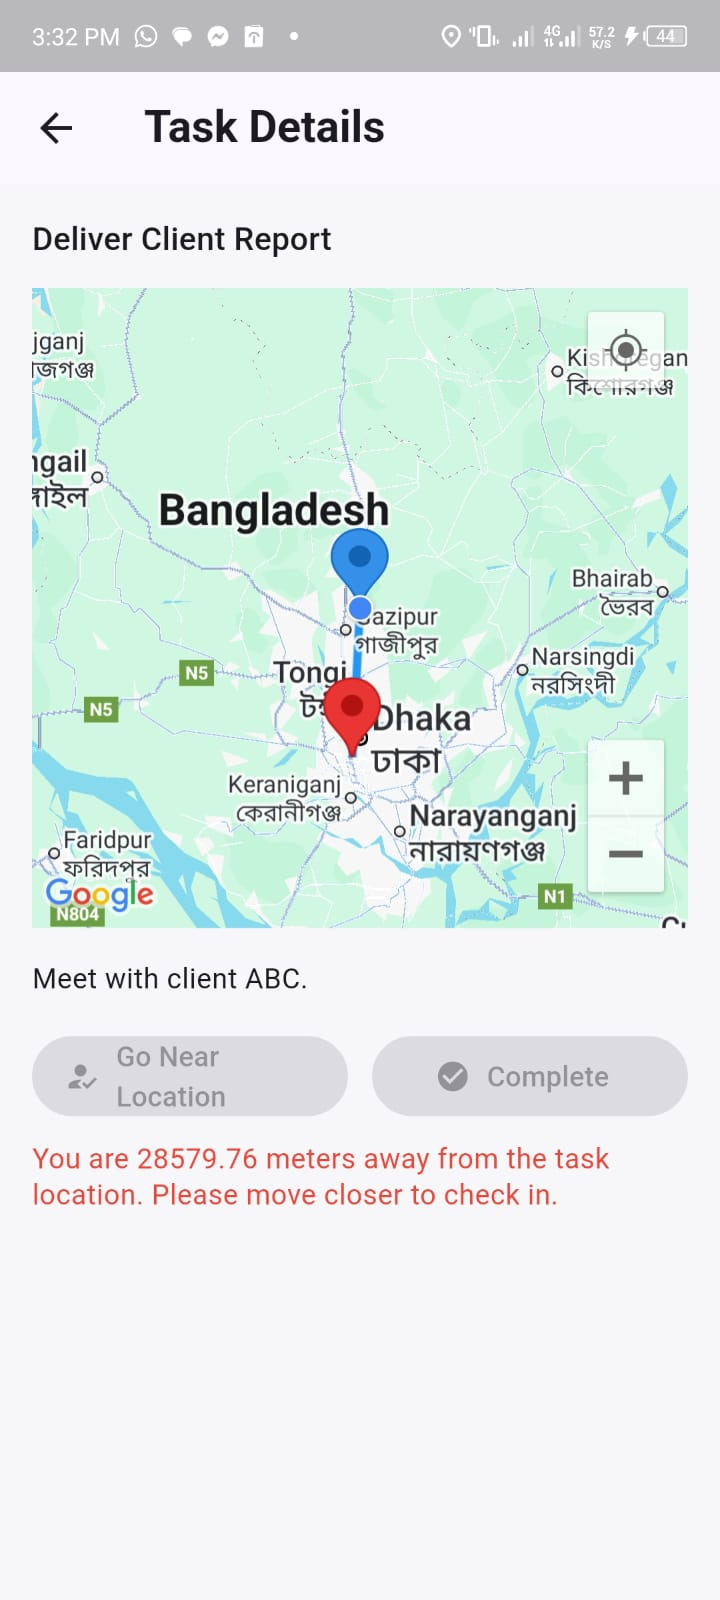 3:32 PM
4G 57.2 K/S 44
Task Details
Deliver Client Report
jganj
Kishoregan
কিশোরগঞ্জ
ngail
Bangladesh
Bhairab
ভৈরব
Gazipur
গাজীপুর
Narsingdi
নরসিংদী
N5
Tongi
N5
Dhaka
ঢাকা
Keraniganj
কেরানীগঞ্জ
Narayanganj
নারায়ণগঞ্জ
Faridpur
ফরিদপুর
Google
N804
N1
Meet with client ABC.
Go Near
Location
Complete
You are 28579.76 meters away from the task
location. Please move closer to check in.